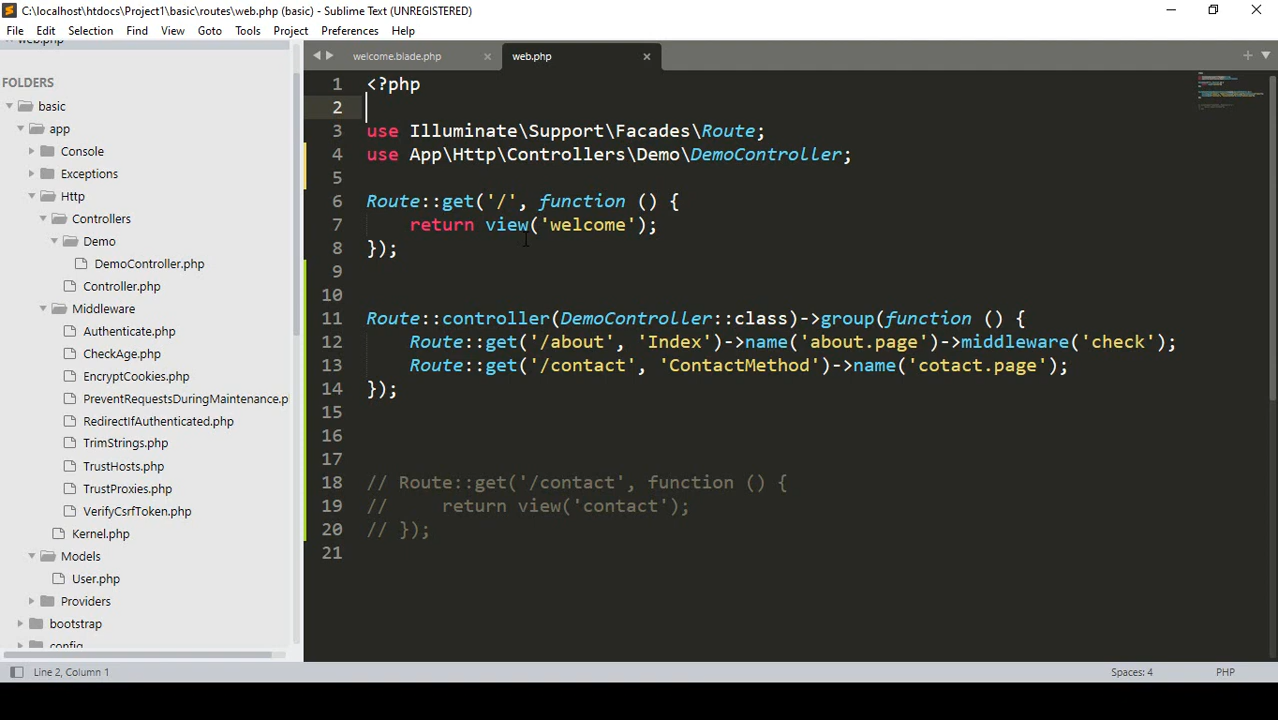 C:\localhost\htdocs\Project1\basic\routes\web.php (basic) - Sublime Text (UNREGISTERED)
File Edit Selection Find View Goto Tools Project Preferences Help
web.php
welcome.blade.php
web.php
FOLDERS
basic
app
Console
Exceptions
Http
Controllers
Demo
DemoController.php
Controller.php
Middleware
Authenticate.php
CheckAge.php
EncryptCookies.php
PreventRequestsDuringMaintenance.p
RedirectIfAuthenticated.php
TrimStrings.php
TrustHosts.php
TrustProxies.php
VerifyCsrfToken.php
Kernel.php
Models
User.php
Providers
bootstrap
config
1 <?php
2
3 use Illuminate\Support\Facades\Route;
4 use App\Http\Controllers\Demo\DemoController;
5
6 Route::get('/', function () {
7     return view('welcome');
8 });
9
10
11 Route::controller(DemoController::class)->group(function () {
12     Route::get('/about', 'Index')->name('about.page')->middleware('check');
13     Route::get('/contact', 'ContactMethod')->name('cotact.page');
14 });
15
16
17
18 // Route::get('/contact', function () {
19 //     return view('contact');
20 // });
21
Line 2, Column 1
Spaces: 4
PHP